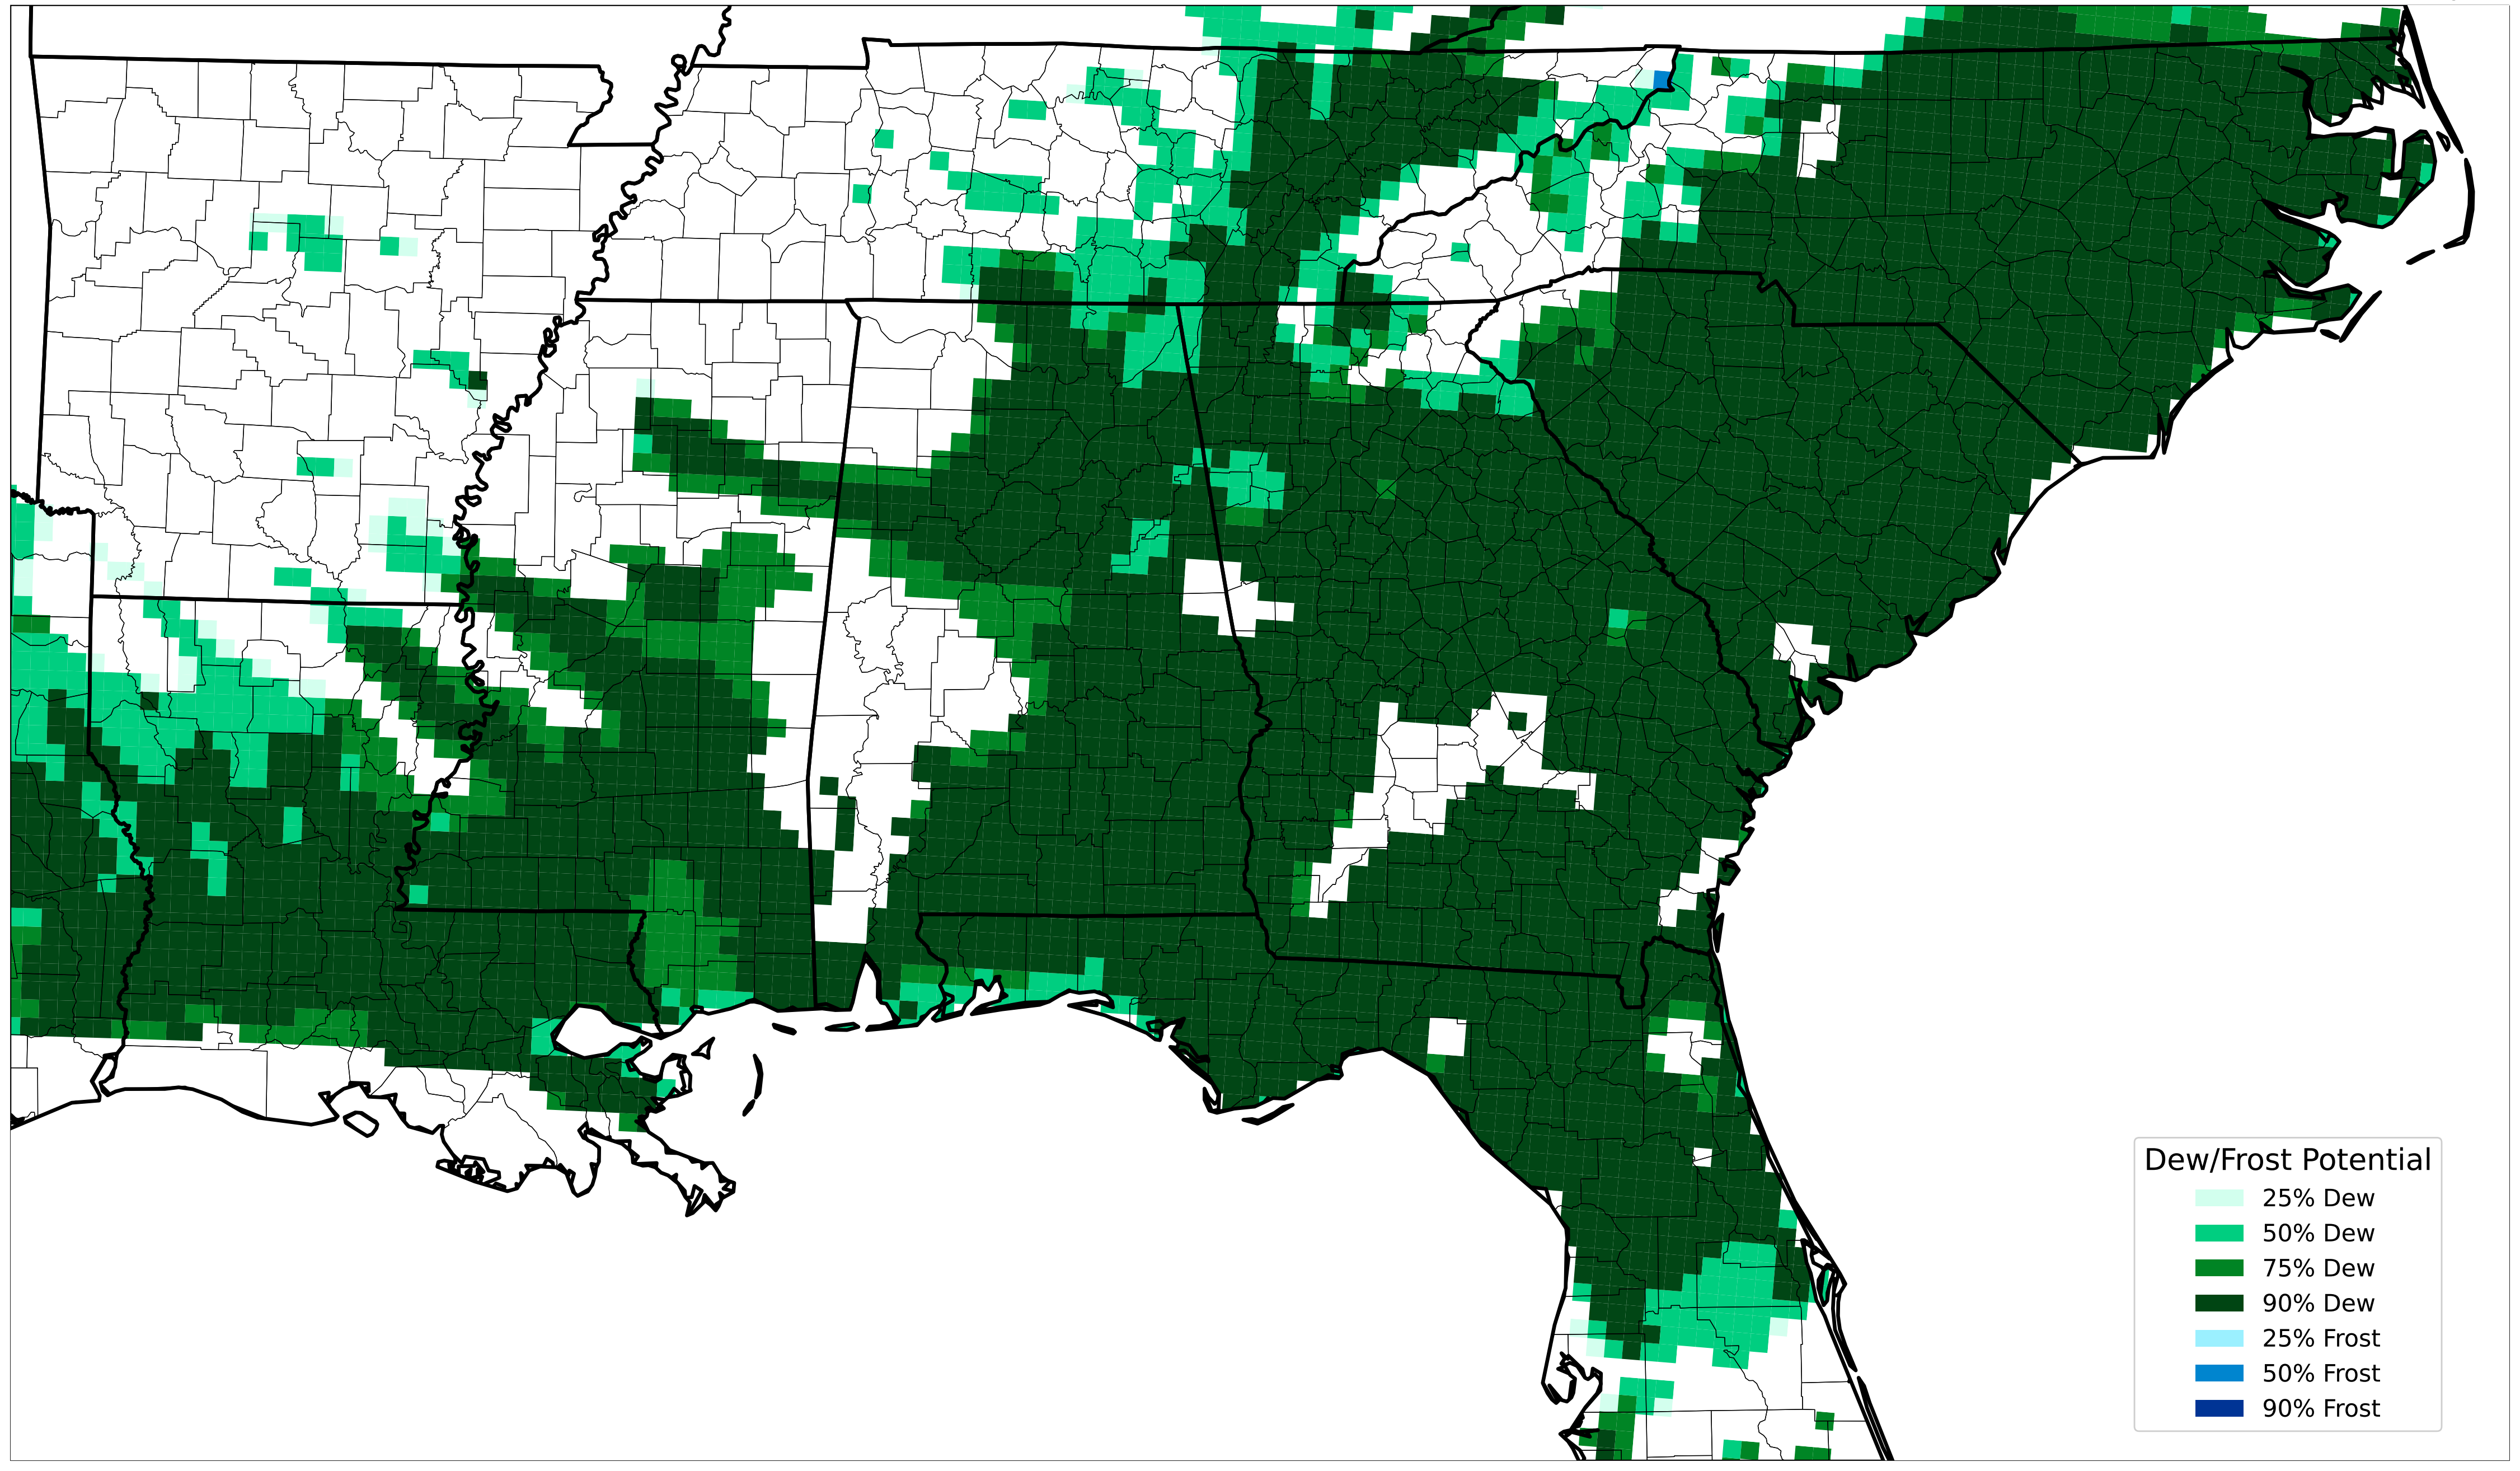 Dew/Frost Potential
25% Dew
50% Dew
75% Dew
90% Dew
25% Frost
50% Frost
90% Frost